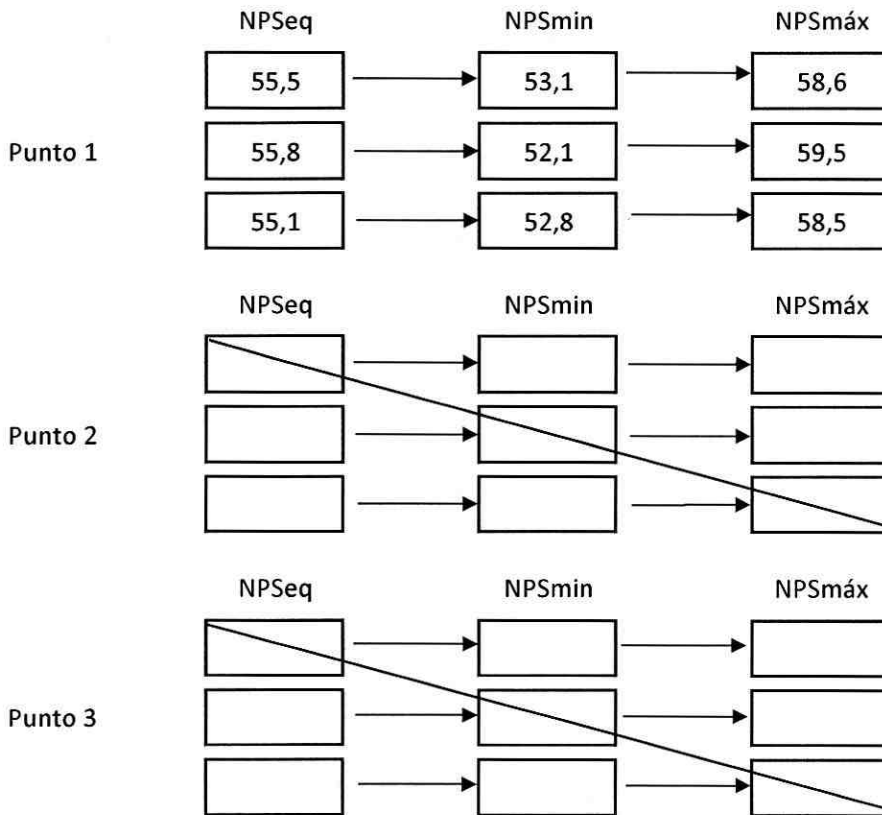 NPSeq NPSmin NPSmáx
55,5 53,1 58,6
Punto 1 55,8 52,1 59,5
55,1 52,8 58,5
NPSeq NPSmin NPSmáx
Punto 2
NPSeq NPSmin NPSmáx
Punto 3